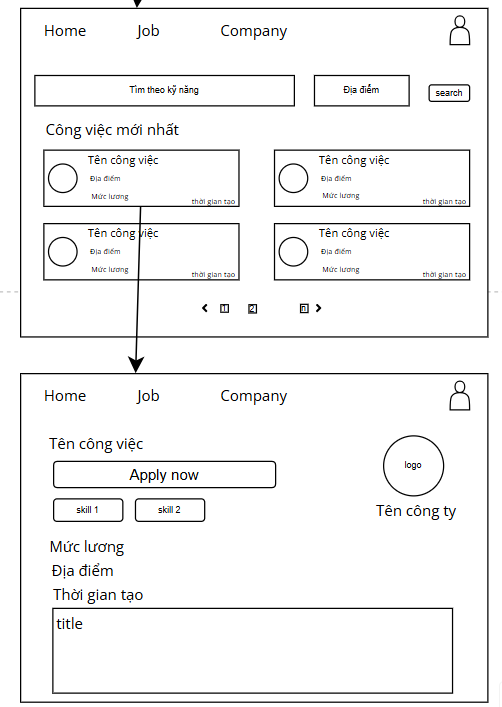 Home Job Company
Tìm theo kỹ năng Địa điểm search
Công việc mới nhất
Tên công việc
Địa điểm
Mức lương
thời gian tạo
Tên công việc
Địa điểm
Mức lương
thời gian tạo
Tên công việc
Địa điểm
Mức lương
thời gian tạo
Tên công việc
Địa điểm
Mức lương
thời gian tạo
1 2 n
Home Job Company
Tên công việc
Apply now
skill 1 skill 2
logo
Tên công ty
Mức lương
Địa điểm
Thời gian tạo
title